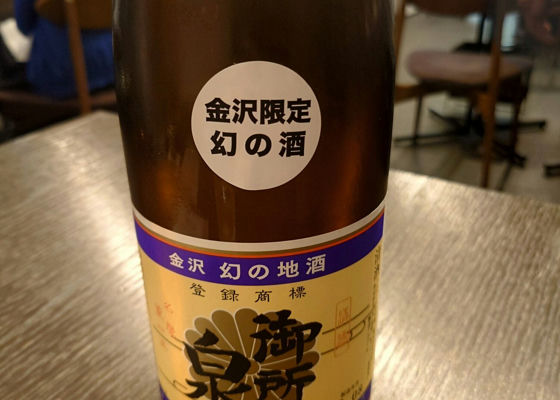 金沢限定
幻の酒
金沢 幻の地酒
登録商標
御所
泉